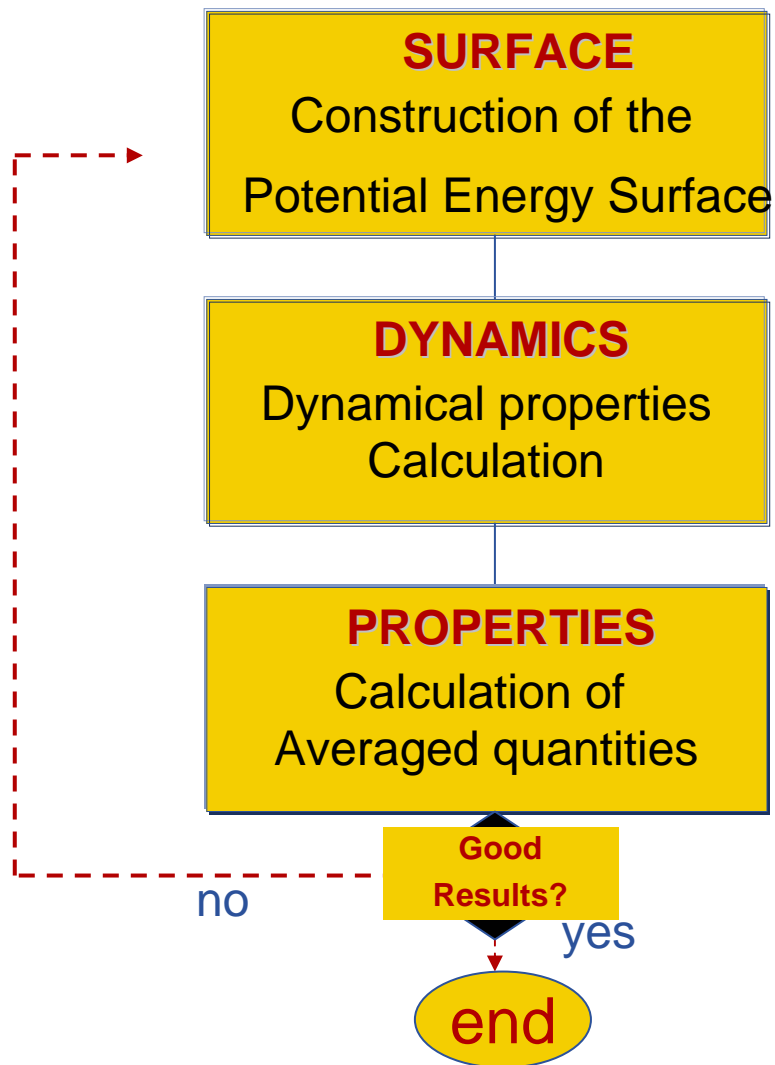 SURFACE
Construction of the
Potential Energy Surface
DYNAMICS
Dynamical properties
Calculation
PROPERTIES
Calculation of
Averaged quantities
Good
Results?
no
yes
end